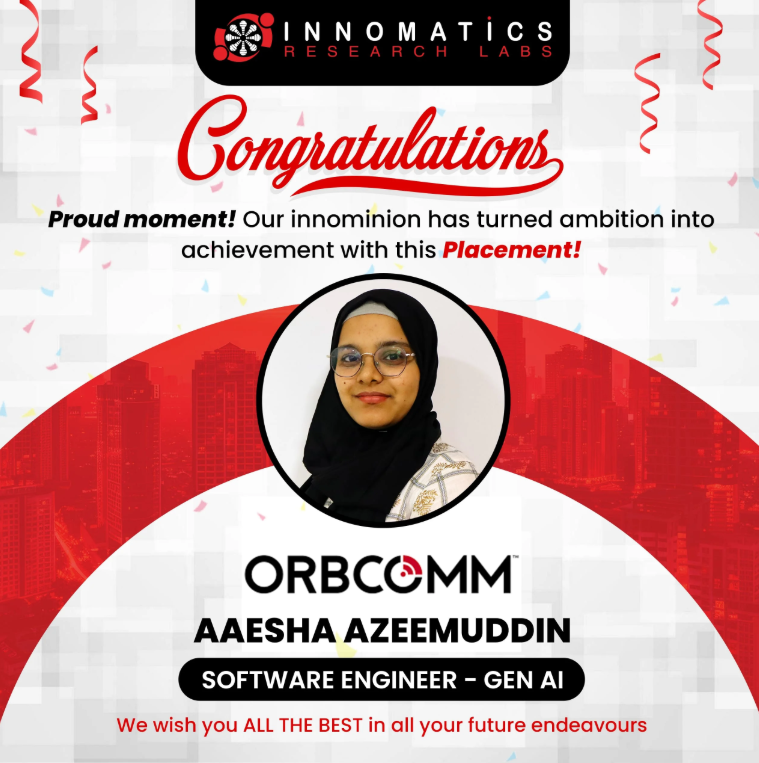 INNOMATICS
RESEARCH LABS
Congratulations
Proud moment! Our innominion has turned ambition into
achievement with this Placement!
ORBCOMM™
AAESHA AZEEMUDDIN
SOFTWARE ENGINEER – GEN AI
We wish you ALL THE BEST in all your future endeavours